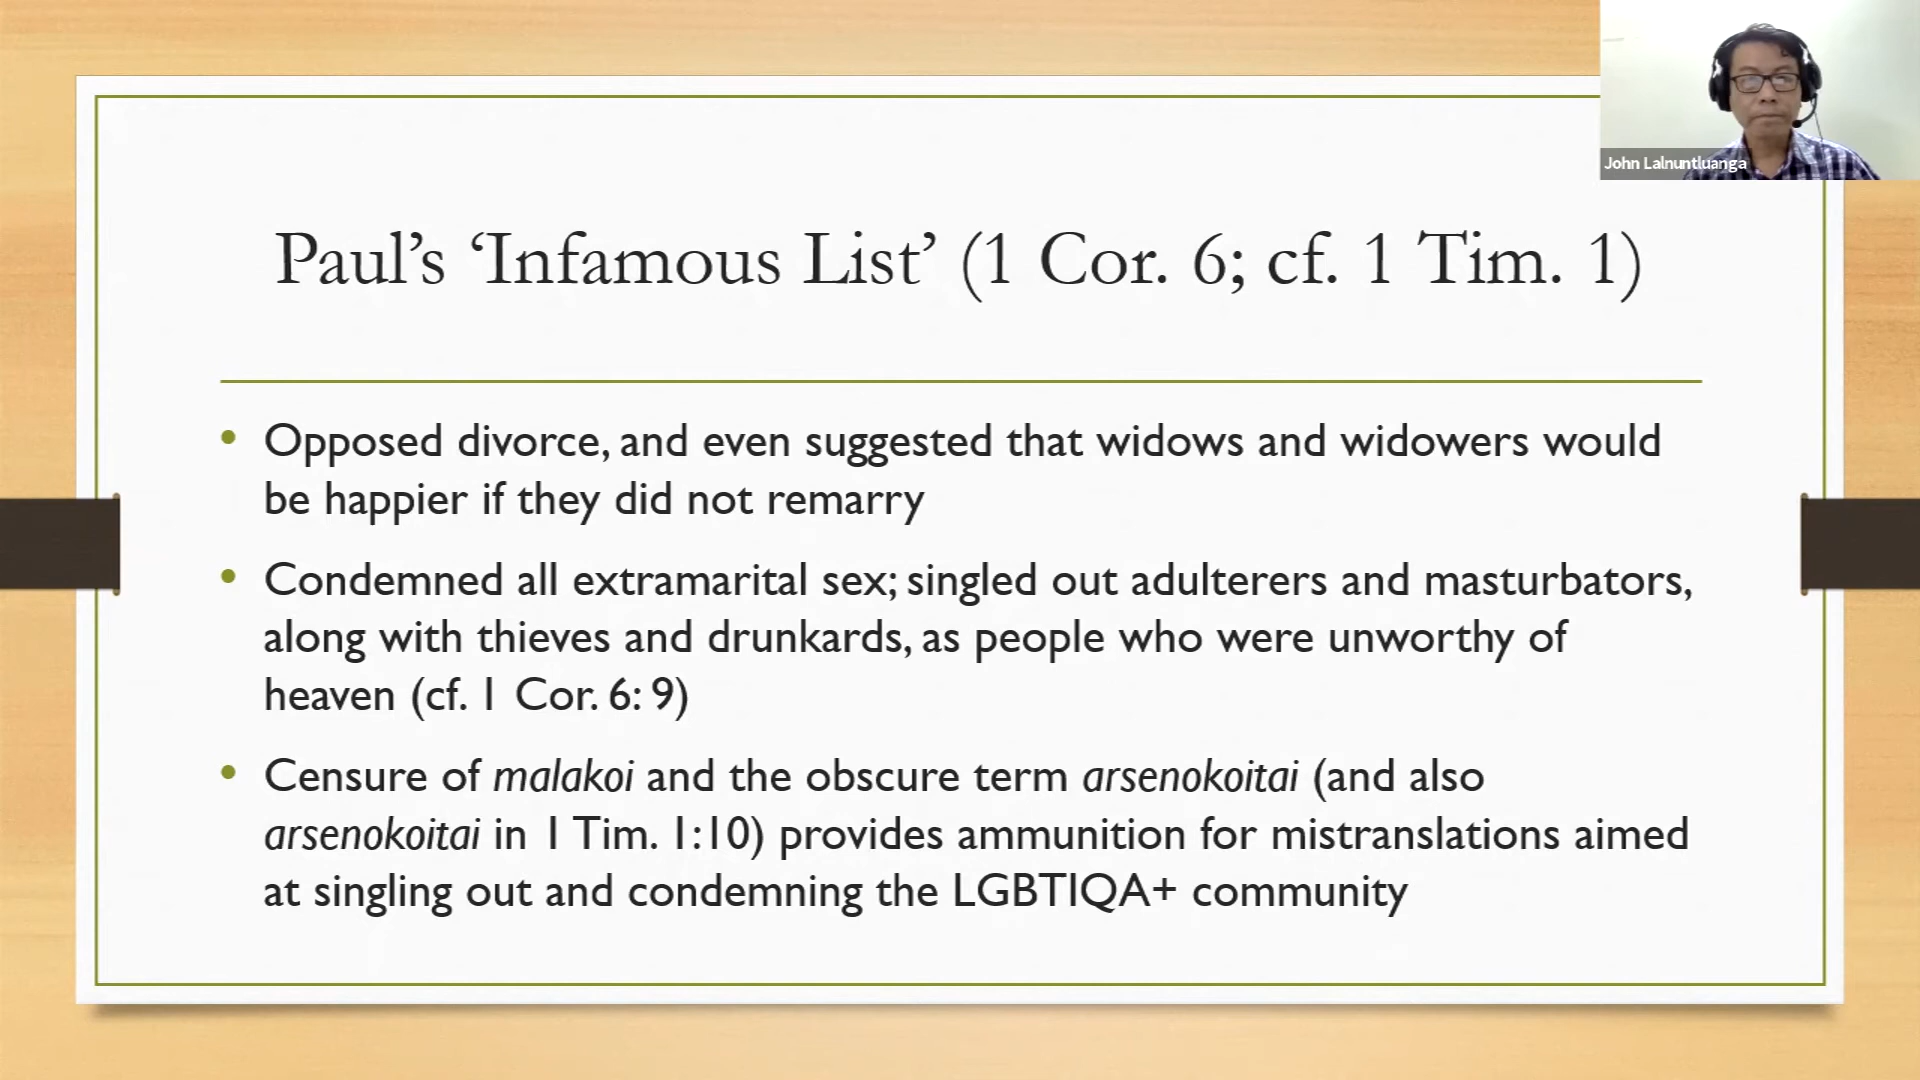 John Lalnuntluanga
Paul’s ‘Infamous List’ (1 Cor. 6; cf. 1 Tim. 1)
• Opposed divorce, and even suggested that widows and widowers would
be happier if they did not remarry
• Condemned all extramarital sex; singled out adulterers and masturbators,
along with thieves and drunkards, as people who were unworthy of
heaven (cf. 1 Cor. 6: 9)
• Censure of malakoi and the obscure term arsenokoitai (and also
arsenokoitai in 1 Tim. 1:10) provides ammunition for mistranslations aimed
at singling out and condemning the LGBTIQA+ community